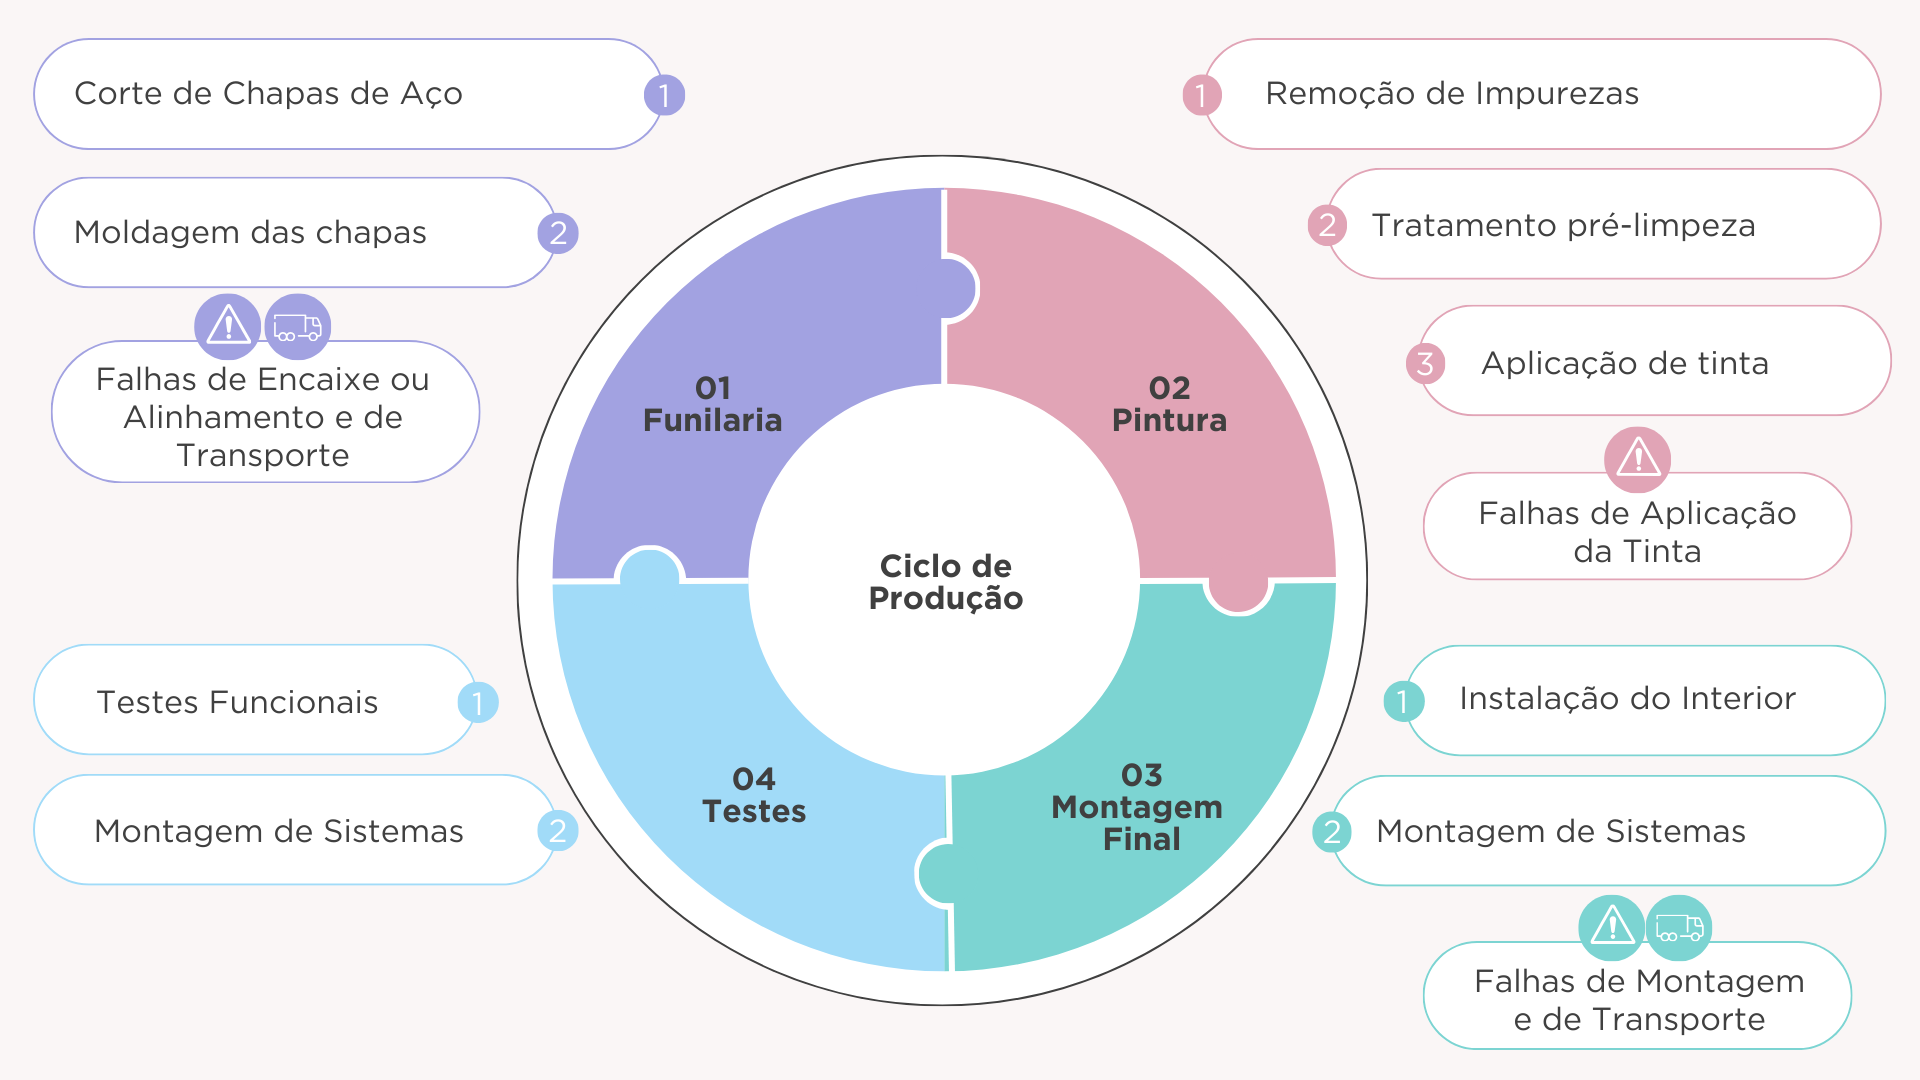 Corte de Chapas de Aço
1
Moldagem das chapas
2
Falhas de Encaixe ou
Alinhamento e de
Transporte
1
Remoção de Impurezas
2
Tratamento pré-limpeza
3
Aplicação de tinta
Falhas de Aplicação
da Tinta
01
Funilaria
02
Pintura
Ciclo de
Produção
04
Testes
03
Montagem
Final
Testes Funcionais
1
Montagem de Sistemas
2
1
Instalação do Interior
2
Montagem de Sistemas
Falhas de Montagem
e de Transporte